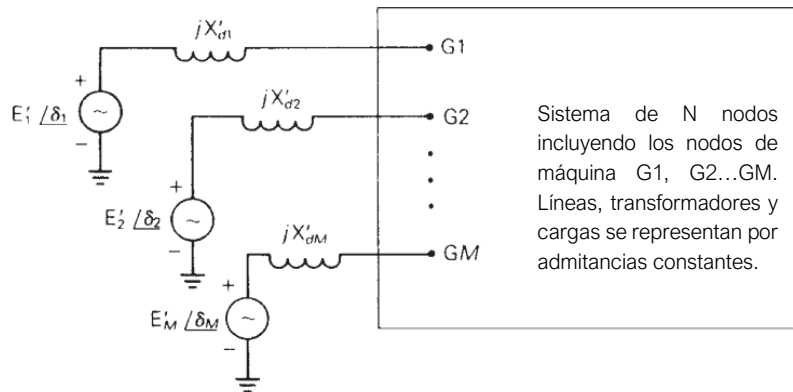 jX'd1
G1
E'1 /δ1
+
~
−
jX'd2
G2
E'2 /δ2
+
~
−
jX'dM
GM
E'M /δM
+
~
−
Sistema de N nodos
incluyendo los nodos de
máquina G1, G2…GM.
Líneas, transformadores y
cargas se representan por
admitancias constantes.